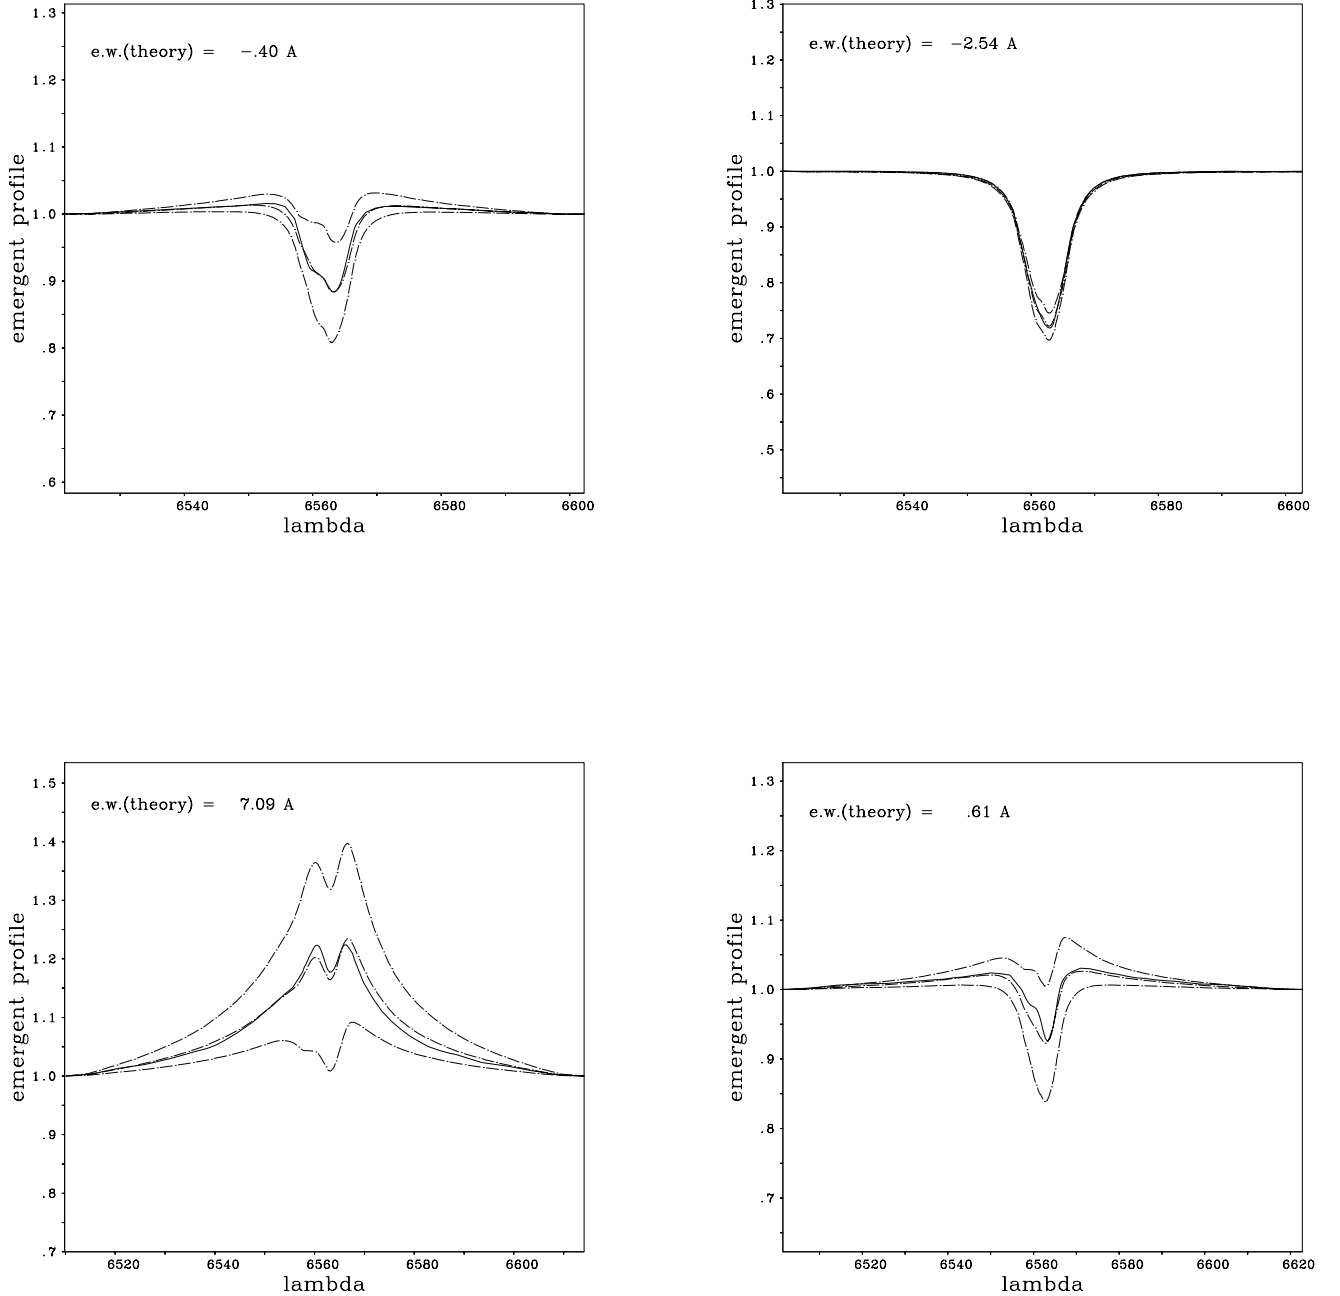 1.3
e.w.(theory) = -.40 A
1.2
1.1
1.0
.9
.8
.7
.6
emergent profile
6540 6560 6580 6600
lambda
1.3
e.w.(theory) = -2.54 A
1.2
1.1
1.0
.9
.8
.7
.6
.5
emergent profile
6540 6560 6580 6600
lambda
1.5
e.w.(theory) = 7.09 A
1.4
1.3
1.2
1.1
1.0
.9
.8
.7
emergent profile
6520 6540 6560 6580 6600
lambda
1.3
e.w.(theory) = .61 A
1.2
1.1
1.0
.9
.8
.7
emergent profile
6520 6540 6560 6580 6600 6620
lambda